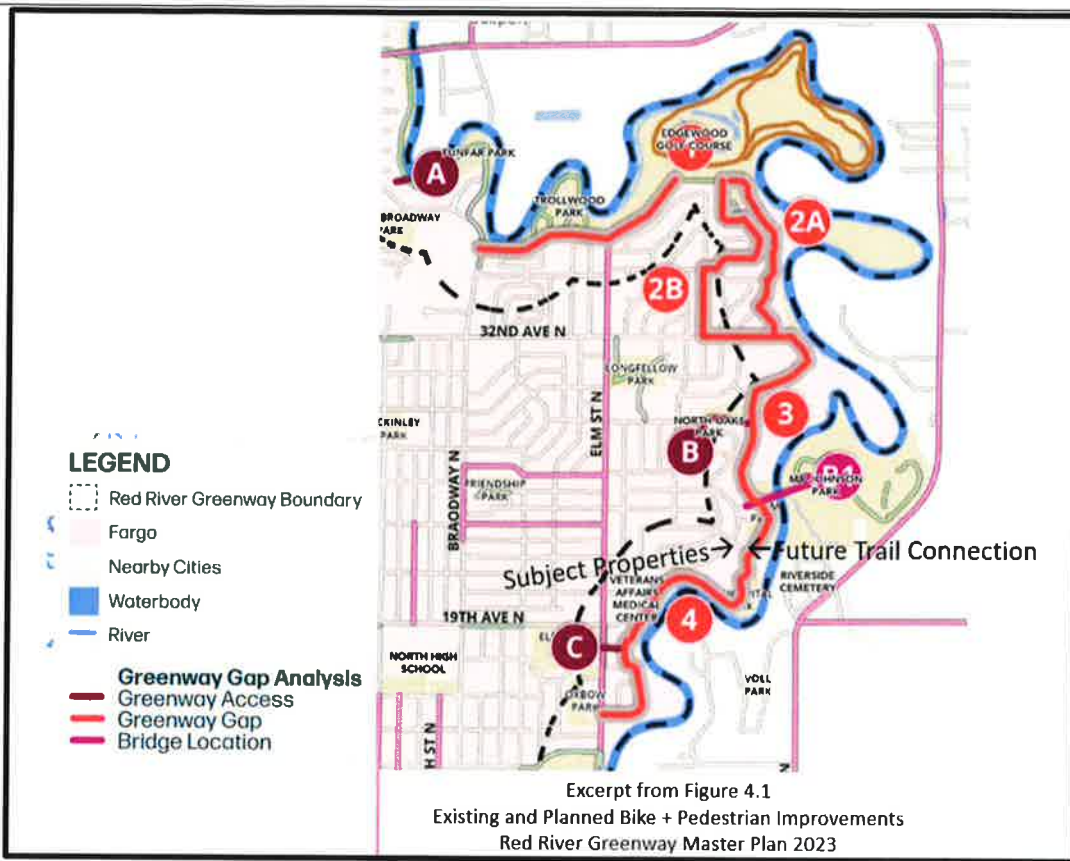 EDGEWOOD
GOLF COURSE
A
PARK
TROLLWOOD
PARK
BROADWAY
PARK
2A
2B
32ND AVE N
LONGFELLOW
PARK
ELM ST N
3
NORTH OAKS
PARK
B
BRAODWAY N
FRIENDSHIP
PARK
PARK
Subject Properties→ ←Future Trail Connection
VETERANS
AFFAIRS
MEDICAL
CENTER
RIVERSIDE
CEMETERY
19TH AVE N
4
C
NORTH HIGH
SCHOOL
VOLL
PARK
PARK
H ST N
LEGEND
Red River Greenway Boundary
Fargo
Nearby Cities
Waterbody
River
Greenway Gap Analysis
Greenway Access
Greenway Gap
Bridge Location
Excerpt from Figure 4.1
Existing and Planned Bike + Pedestrian Improvements
Red River Greenway Master Plan 2023